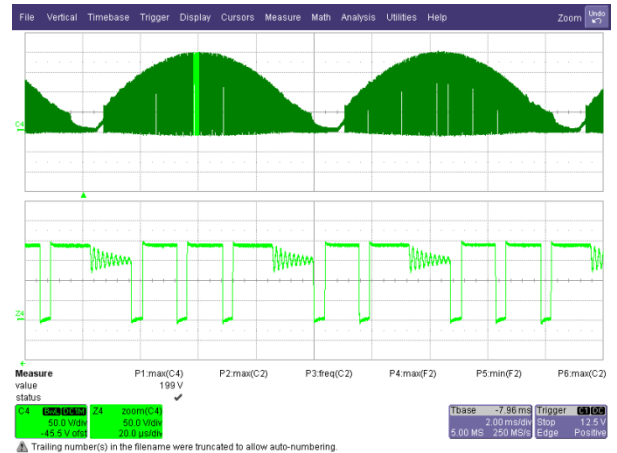 File Vertical Timebase Trigger Display Cursors Measure Math Analysis Utilities Help Zoom Undo
C4
Z4
Measure P1:max(C4) P2:max(C2) P3:freq(C2) P4:max(F2) P5:min(F2) P6:max(C2)
value 199 V
status
C4 BwL DC1M Z4 zoom(C4) Tbase -7.96 ms Trigger C1 DC
50.0 V/div 50.0 V/div 2.00 ms/div Stop 12.5 V
-45.5 V ofst 20.0 µs/div 5.00 MS 250 MS/s Edge Positive
Trailing number(s) in the filename were truncated to allow auto-numbering.